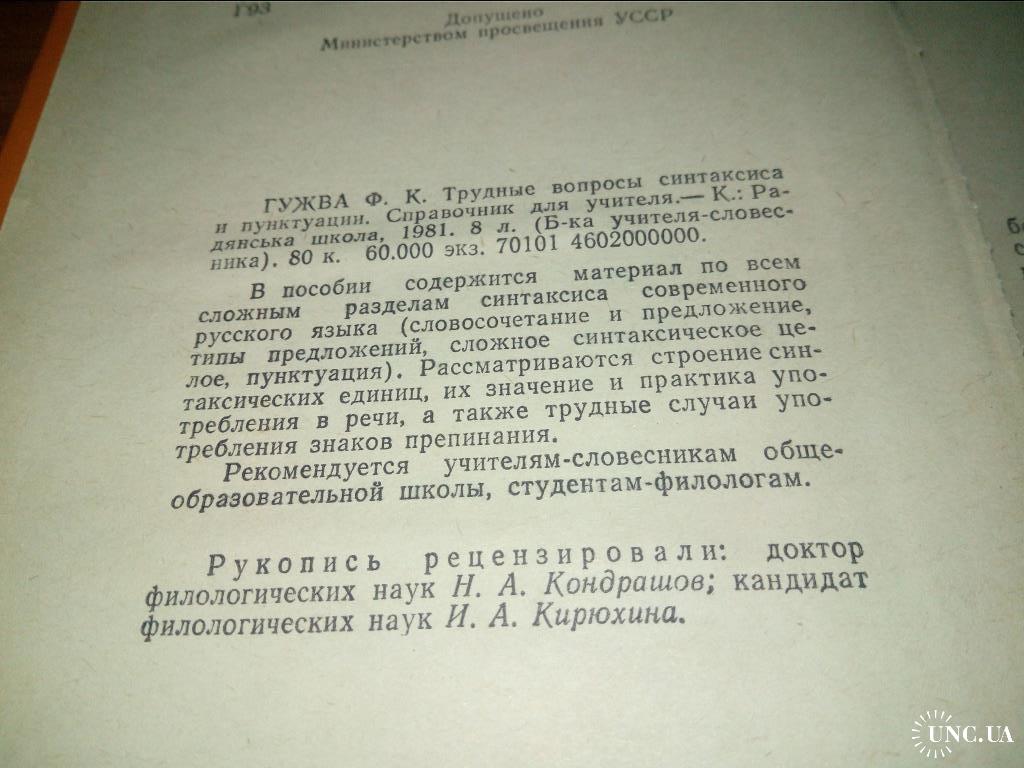 Г93
Допущено
Министерством просвещения УССР
ГУЖВА Ф. К. Трудные вопросы синтаксиса
и пунктуации. Справочник для учителя.— К.: Ра-
дянська школа, 1981. 8 л. (Б-ка учителя-словес-
ника). 80 к. 60.000 экз. 70101 4602000000.
В пособии содержится материал по всем
сложным разделам синтаксиса современного
русского языка (словосочетание и предложение,
типы предложений, сложное синтаксическое це-
лое, пунктуация). Рассматриваются строение син-
таксических единиц, их значение и практика упо-
требления в речи, а также трудные случаи упо-
требления знаков препинания.
Рекомендуется учителям-словесникам обще-
образовательной школы, студентам-филологам.
Рукопись рецензировали: доктор
филологических наук Н. А. Кондрашов; кандидат
филологических наук И. А. Кирюхина.
UNC.UA